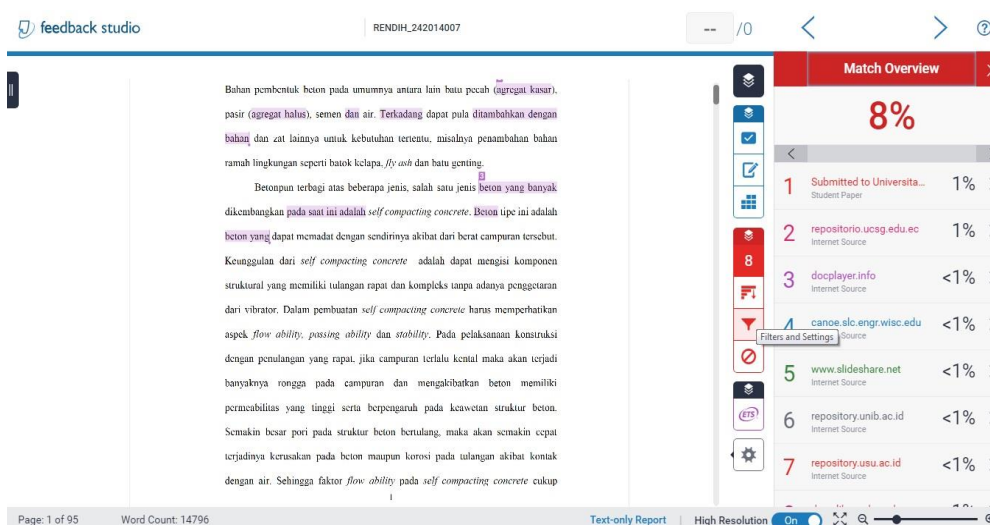 feedback studio
RENDIH_242014007
-- /0
Match Overview
8%
Bahan pembentuk beton pada umumnya antara lain batu pecah (agregat kasar),
pasir (agregat halus), semen dan air. Terkadang dapat pula ditambahkan dengan
bahan dan zat lainnya untuk kebutuhan tertentu, misalnya penambahan bahan
ramah lingkungan seperti batok kelapa, fly ash dan batu genting.
3
Betonpun terbagi atas beberapa jenis, salah satu jenis beton yang banyak
dikembangkan pada saat ini adalah self compacting concrete. Beton tipe ini adalah
beton yang dapat memadat dengan sendirinya akibat dari berat campuran tersebut.
Keunggulan dari self compacting concrete adalah dapat mengisi komponen
struktural yang memiliki tulangan rapat dan kompleks tanpa adanya penggetaran
dari vibrator. Dalam pembuatan self compacting concrete harus memperhatikan
aspek flow ability, passing ability dan stability. Pada pelaksanaan konstruksi
dengan penulangan yang rapat, jika campuran terlalu kental maka akan terjadi
banyaknya rongga pada campuran dan mengakibatkan beton memiliki
permeabilitas yang tinggi serta berpengaruh pada keawetan struktur beton.
Semakin besar pori pada struktur beton bertulang, maka akan semakin cepat
terjadinya kerusakan pada beton maupun korosi pada tulangan akibat kontak
dengan air. Sehingga faktor flow ability pada self compacting concrete cukup
1
8
Filters and Settings
ETS
1 Submitted to Universita... 1%
Student Paper
2 repositorio.ucsg.edu.ec 1%
Internet Source
3 docplayer.info <1%
Internet Source
4 canoe.slc.engr.wisc.edu <1%
Source
5 www.slideshare.net <1%
Internet Source
6 repository.unib.ac.id <1%
Internet Source
7 repository.usu.ac.id <1%
Internet Source
Page: 1 of 95 Word Count: 14796 Text-only Report High Resolution On